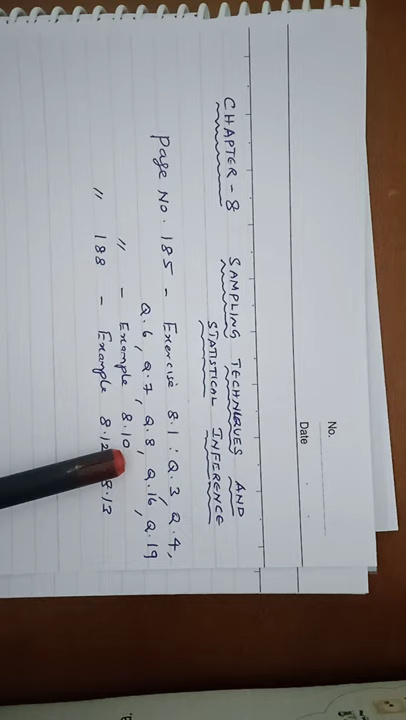 No.
Date
CHAPTER-8 SAMPLING TECHNIQUES AND
STATISTICAL INFERENCE
Page No. 185 - Exercise 8.1 : Q.3, Q.4,
Q.6, Q.7, Q.8, Q.16, Q.19
" - Example 8.10
" 188 - Example 8.12 8.13